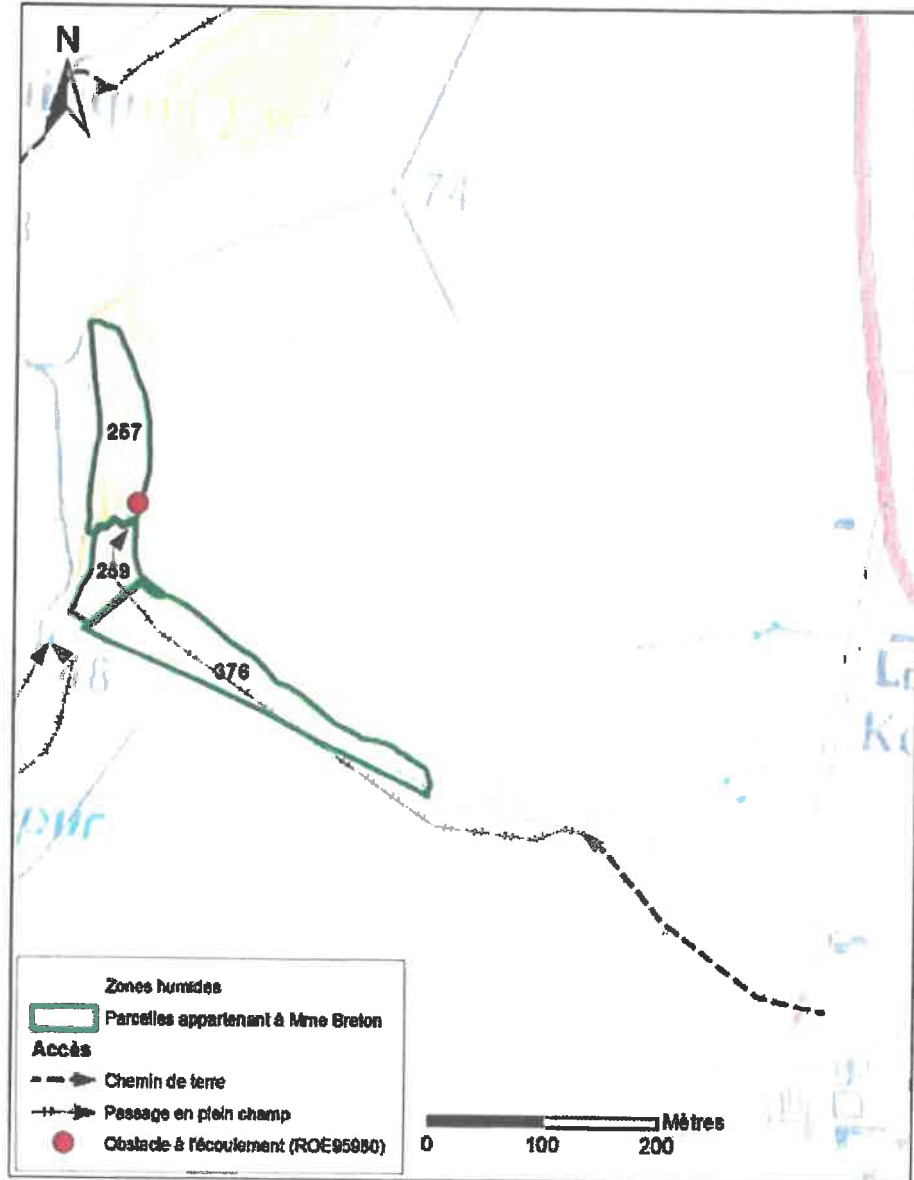 N
74
257
259
376
Zones humides
Parcelles appartenant à Mme Breton
Accès
Chemin de terre
Passage en plein champ
Obstacle à l'écoulement (ROE95950)
Mètres
0 100 200